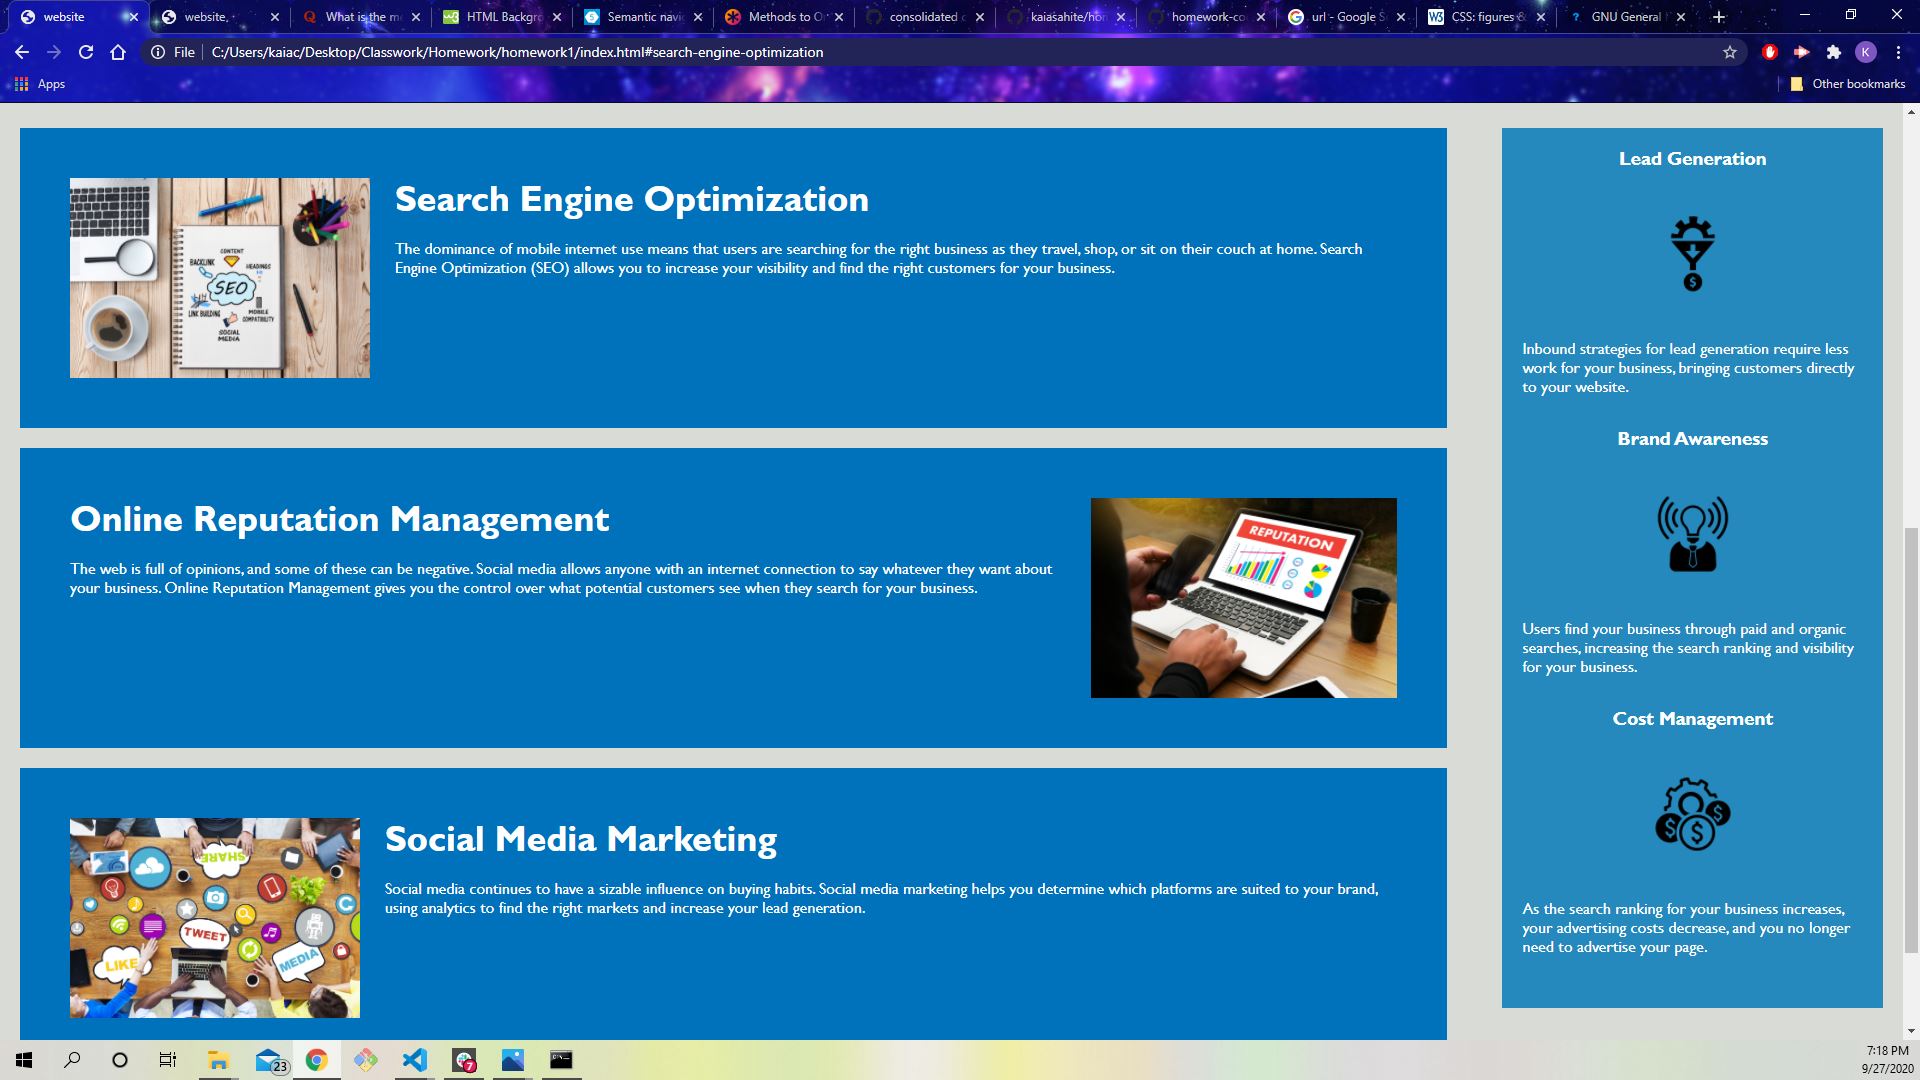 website
website,
What is the me
HTML Backgro
Semantic navig
Methods to O
consolidated c
kaiasahite/hom
homework-co
url - Google Se
CSS: figures &
GNU General
File
C:/Users/kaiac/Desktop/Classwork/Homework/homework1/index.html#search-engine-optimization
K
Apps
Other bookmarks
CONTENT
BACKLINK
HEADINGS
SEO
LINK BUILDING
MOBILE
COMPATIBILITY
SOCIAL
MEDIA
Search Engine Optimization
The dominance of mobile internet use means that users are searching for the right business as they travel, shop, or sit on their couch at home. Search
Engine Optimization (SEO) allows you to increase your visibility and find the right customers for your business.
Online Reputation Management
The web is full of opinions, and some of these can be negative. Social media allows anyone with an internet connection to say whatever they want about
your business. Online Reputation Management gives you the control over what potential customers see when they search for your business.
REPUTATION
SHARE
TWEET
LIKE
MEDIA
Social Media Marketing
Social media continues to have a sizable influence on buying habits. Social media marketing helps you determine which platforms are suited to your brand,
using analytics to find the right markets and increase your lead generation.
Lead Generation
$
Inbound strategies for lead generation require less
work for your business, bringing customers directly
to your website.
Brand Awareness
Users find your business through paid and organic
searches, increasing the search ranking and visibility
for your business.
Cost Management
$ $ $
As the search ranking for your business increases,
your advertising costs decrease, and you no longer
need to advertise your page.
23
7
7:18 PM
9/27/2020